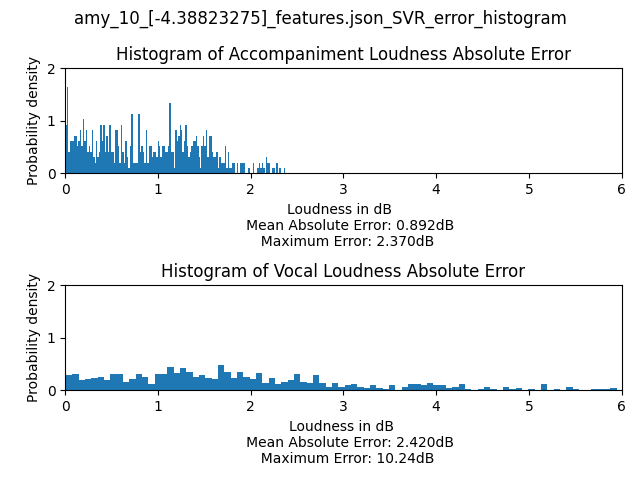 amy_10_[-4.38823275]_features.json_SVR_error_histogram
Histogram of Accompaniment Loudness Absolute Error
Probability density
2
1
0
0 1 2 3 4 5 6
Loudness in dB
Mean Absolute Error: 0.892dB
Maximum Error: 2.370dB
Histogram of Vocal Loudness Absolute Error
Probability density
2
1
0
0 1 2 3 4 5 6
Loudness in dB
Mean Absolute Error: 2.420dB
Maximum Error: 10.24dB